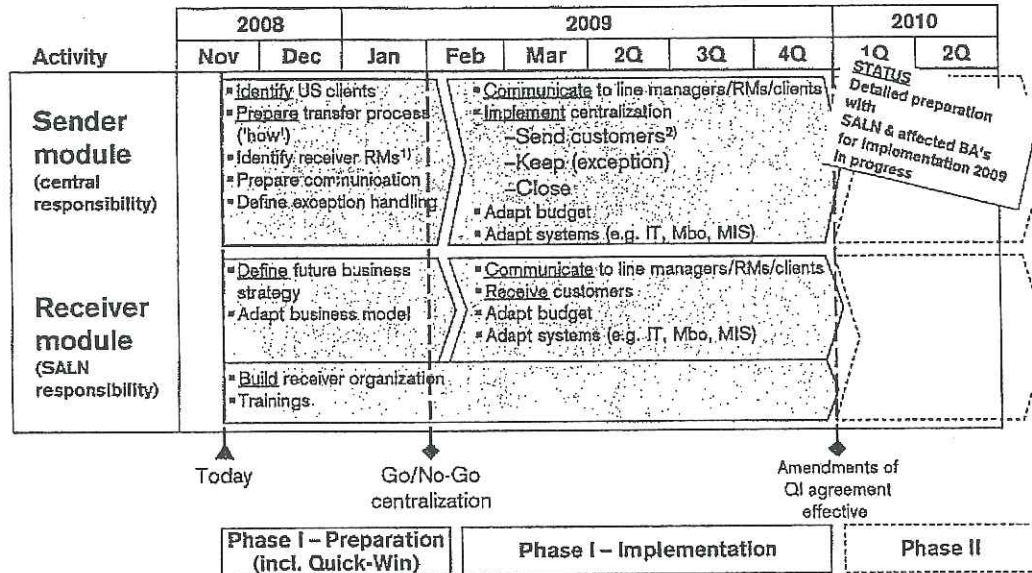 2008 2009 2010
Activity Nov Dec Jan Feb Mar 2Q 3Q 4Q 1Q 2Q
Sender
module
(central
responsibility)
▪ Identify US clients
▪ Prepare transfer process
('how')
▪ Identify receiver RMs1)
▪ Prepare communication
▪ Define exception handling
▪ Communicate to line managers/RMs/clients
▪ Implement centralization
–Send customers2)
–Keep (exception)
–Close
▪ Adapt budget
▪ Adapt systems (e.g. IT, Mbo, MIS)
STATUS
Detailed preparation
with
SALN & affected BA's
for implementation 2009
in progress
Receiver
module
(SALN
responsibility)
▪ Define future business
strategy
▪ Adapt business model
▪ Communicate to line managers/RMs/clients
▪ Receive customers
▪ Adapt budget
▪ Adapt systems (e.g. IT, Mbo, MIS)
▪ Build receiver organization
▪ Trainings
Today
Go/No-Go
centralization
Amendments of
QI agreement
effective
Phase I – Preparation
(incl. Quick-Win)
Phase I – Implementation
Phase II